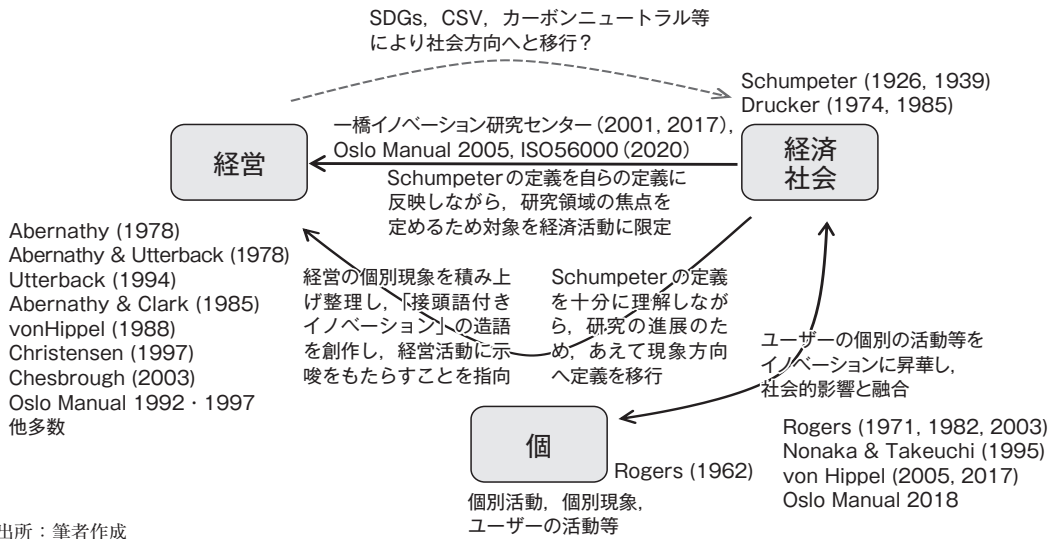 SDGs，CSV，カーボンニュートラル等
により社会方向へと移行？
Schumpeter (1926, 1939)
Drucker (1974, 1985)
一橋イノベーション研究センター(2001, 2017),
Oslo Manual 2005, ISO56000(2020)
経営
経済
社会
Schumpeterの定義を自らの定義に
反映しながら，研究領域の焦点を
定めるため対象を経済活動に限定
Abernathy (1978)
Abernathy & Utterback (1978)
Utterback (1994)
Abernathy & Clark (1985)
vonHippel (1988)
Christensen (1997)
Chesbrough (2003)
Oslo Manual 1992・1997
他多数
経営の個別現象を積み上
げ整理し，「接頭語付き
イノベーション」の造語
を創作し，経営活動に示
唆をもたらすことを指向
Schumpeterの定義
を十分に理解しなが
ら，研究の進展のた
め，あえて現象方向
へ定義を移行
ユーザーの個別の活動等を
イノベーションに昇華し，
社会的影響と融合
個
Rogers (1962)
個別活動，個別現象，
ユーザーの活動等
Rogers (1971, 1982, 2003)
Nonaka & Takeuchi (1995)
von Hippel (2005, 2017)
Oslo Manual 2018
出所：筆者作成